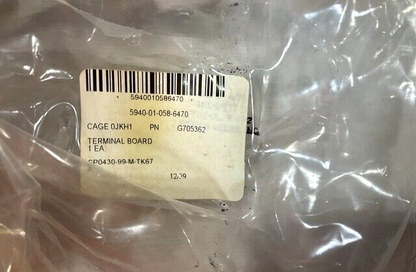 5940010586470
5940-01-058-6470
CAGE 0JKH1 PN G705362
TERMINAL BOARD
1 EA
SP0430-99-M-TK67
12/99